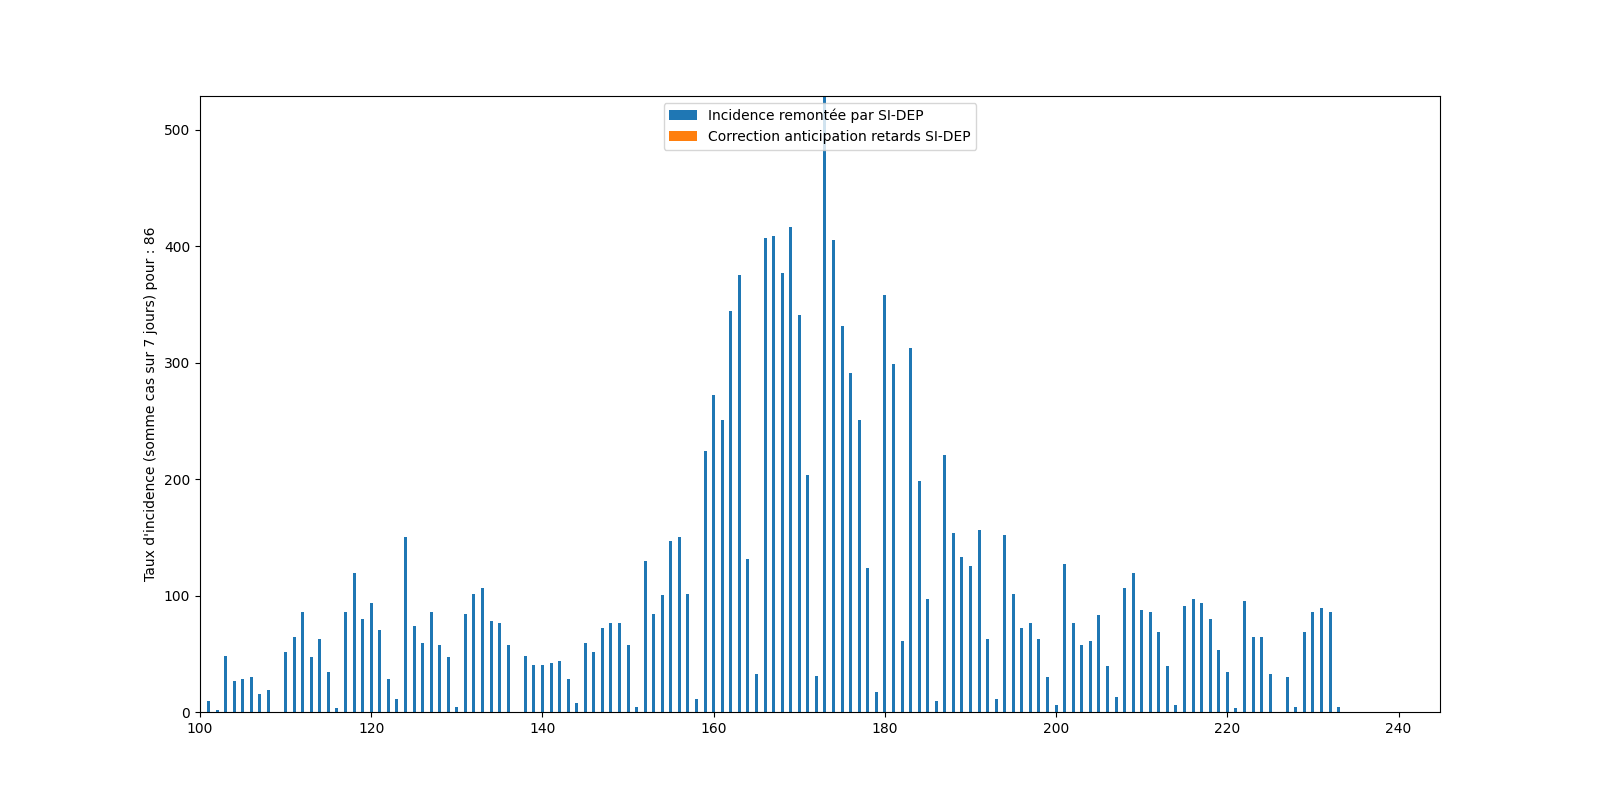 Incidence remontée par SI-DEP
Correction anticipation retards SI-DEP
Taux d'incidence (somme cas sur 7 jours) pour : 86
500
400
300
200
100
0
100 120 140 160 180 200 220 240